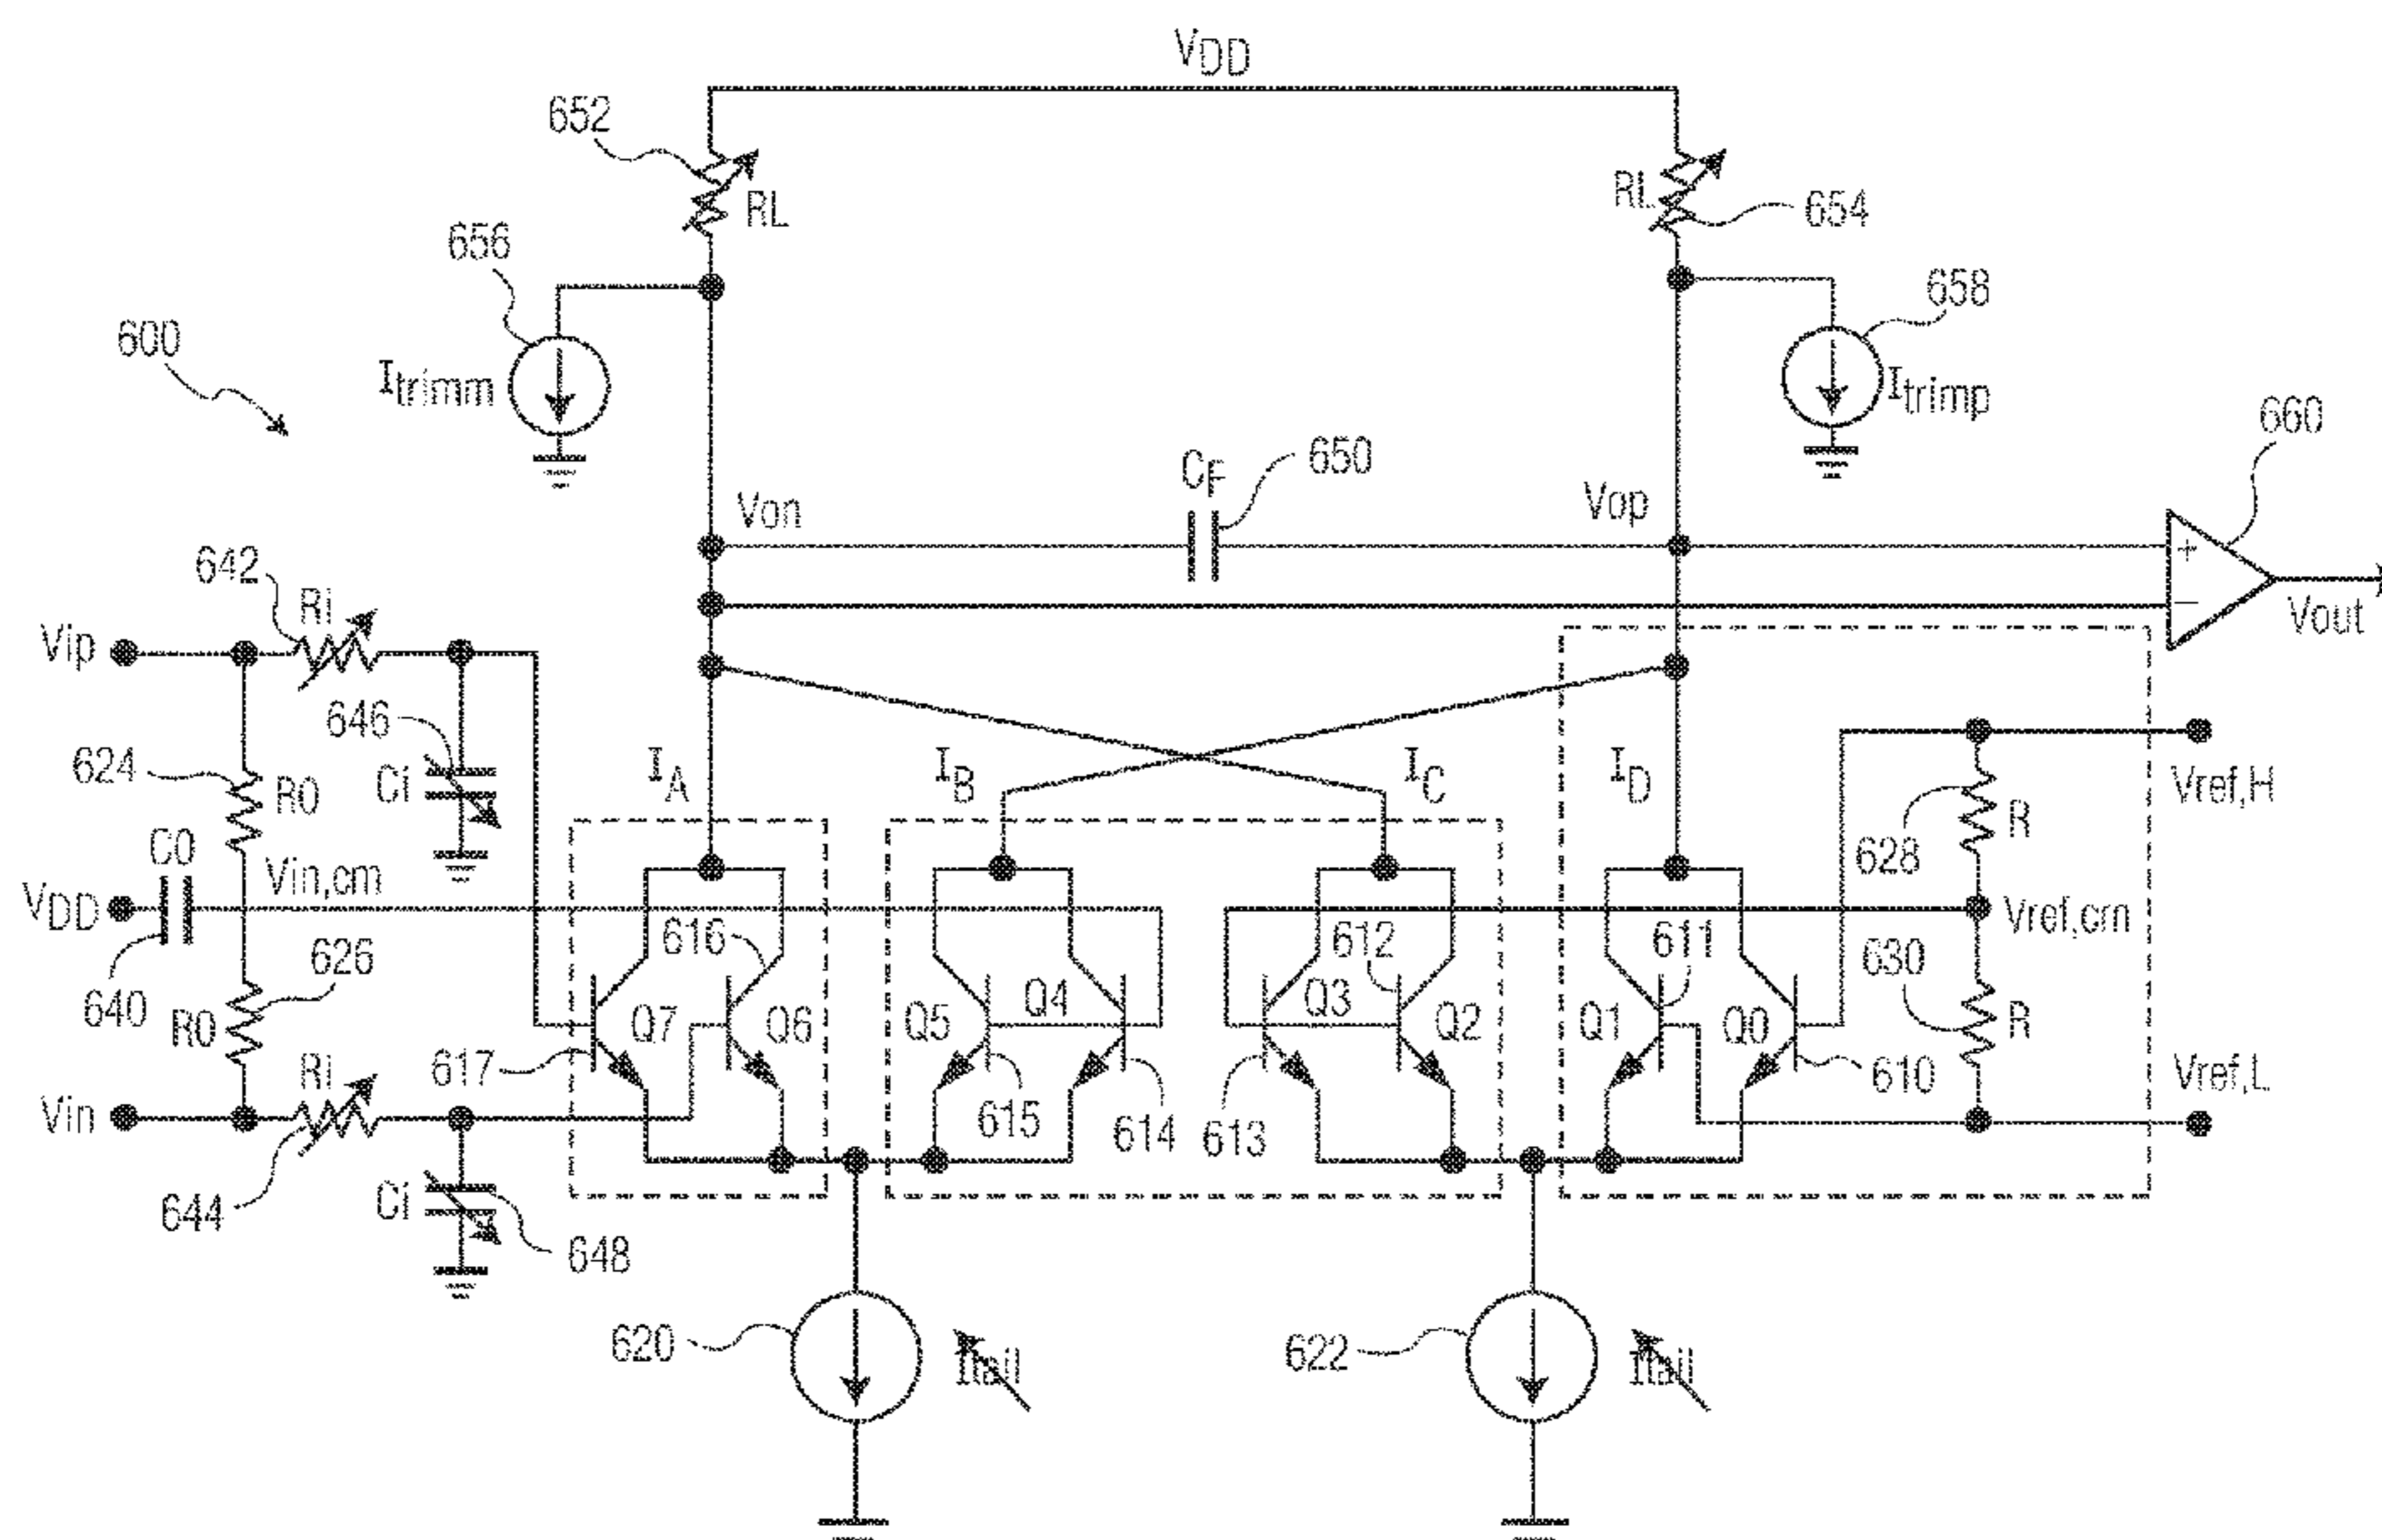 VDD
652
RL
RL
654
656
658
600
Itrimm
Itrimp
660
CF
650
Von
Vop
642
Ri
+
−
Vout
Vip
646
624
R0
Ci
IA
IB
IC
ID
Vref,H
628
R
C0
Vin,cm
VDD
Vref,cm
616
612
611
626
630
640
R0
Q7
Q6
Q5
Q4
Q3
Q2
Q1
Q0
R
617
610
Vref,L
Ri
Vin
615
614
613
644
Ci
648
620
Itail
622
Itail